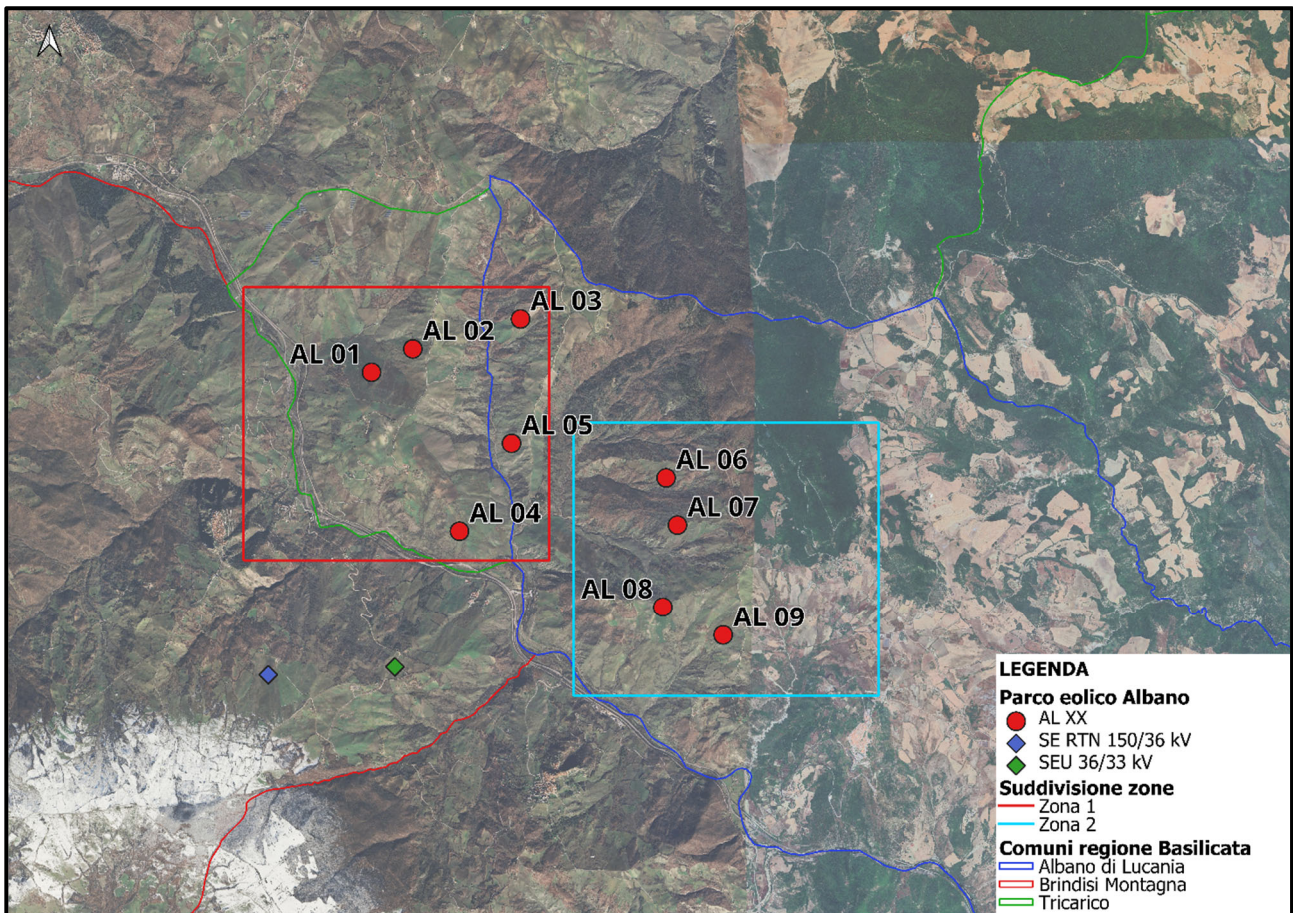 AL 03
AL 02
AL 01
AL 05
AL 06
AL 04
AL 07
AL 08
AL 09
LEGENDA
Parco eolico Albano
AL XX
SE RTN 150/36 kV
SEU 36/33 kV
Suddivisione zone
Zona 1
Zona 2
Comuni regione Basilicata
Albano di Lucania
Brindisi Montagna
Tricarico